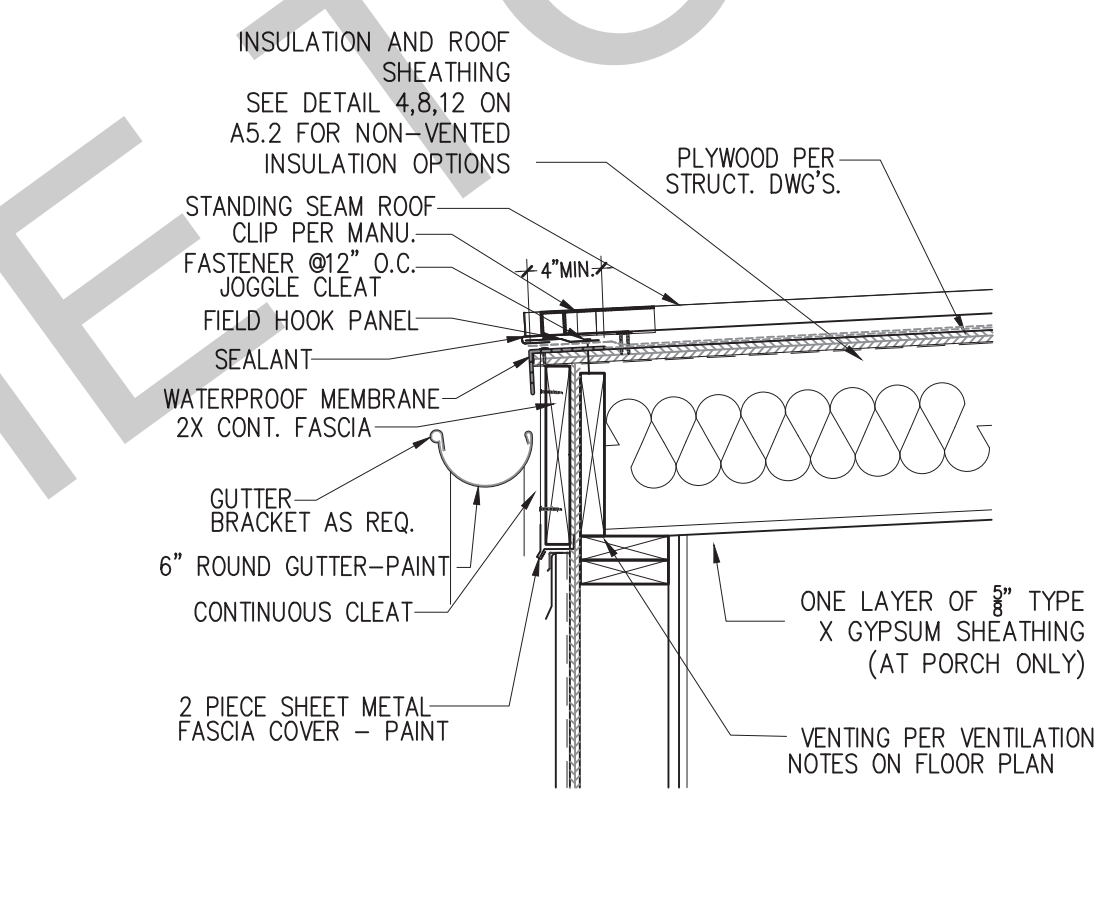 INSULATION AND ROOF
SHEATHING
SEE DETAIL 4,8,12 ON
A5.2 FOR NON-VENTED
INSULATION OPTIONS
PLYWOOD PER
STRUCT. DWG'S.
STANDING SEAM ROOF
CLIP PER MANU.
FASTENER @12" O.C.
JOGGLE CLEAT
4"MIN.
FIELD HOOK PANEL
SEALANT
WATERPROOF MEMBRANE
2X CONT. FASCIA
GUTTER
BRACKET AS REQ.
6" ROUND GUTTER-PAINT
CONTINUOUS CLEAT
ONE LAYER OF 5/8" TYPE
X GYPSUM SHEATHING
(AT PORCH ONLY)
2 PIECE SHEET METAL
FASCIA COVER - PAINT
VENTING PER VENTILATION
NOTES ON FLOOR PLAN